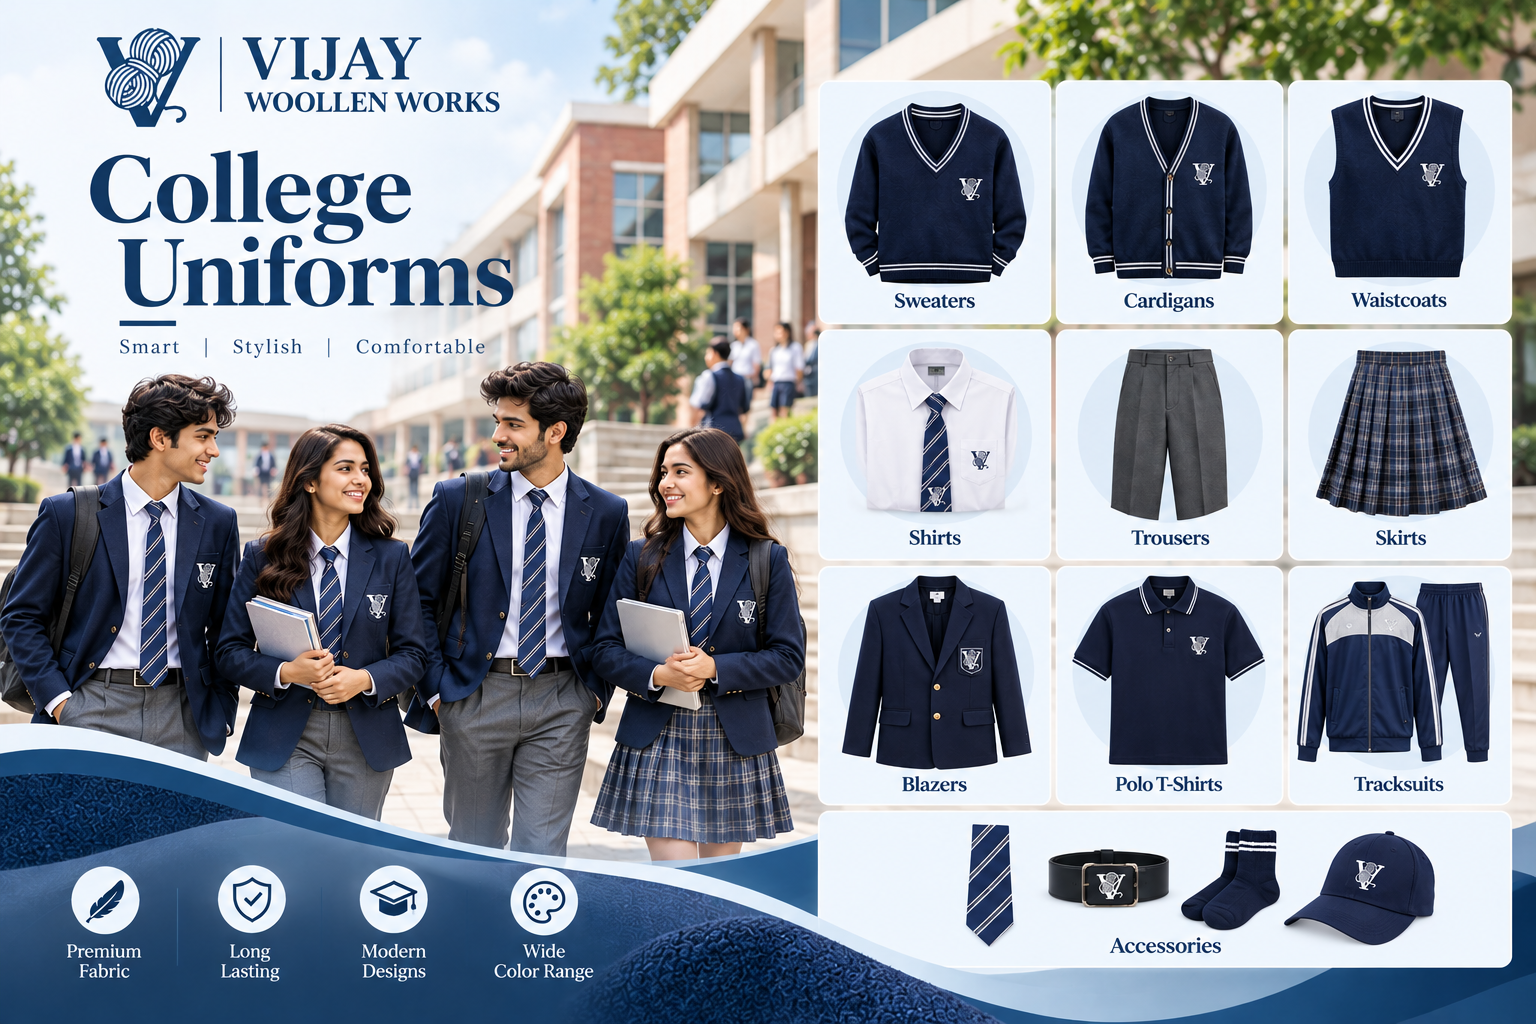 VIJAY
WOOLLEN WORKS
College
Uniforms
Smart | Stylish | Comfortable
Sweaters
Cardigans
Waistcoats
Shirts
Trousers
Skirts
Blazers
Polo T-Shirts
Tracksuits
Accessories
Premium
Fabric
Long
Lasting
Modern
Designs
Wide
Color Range